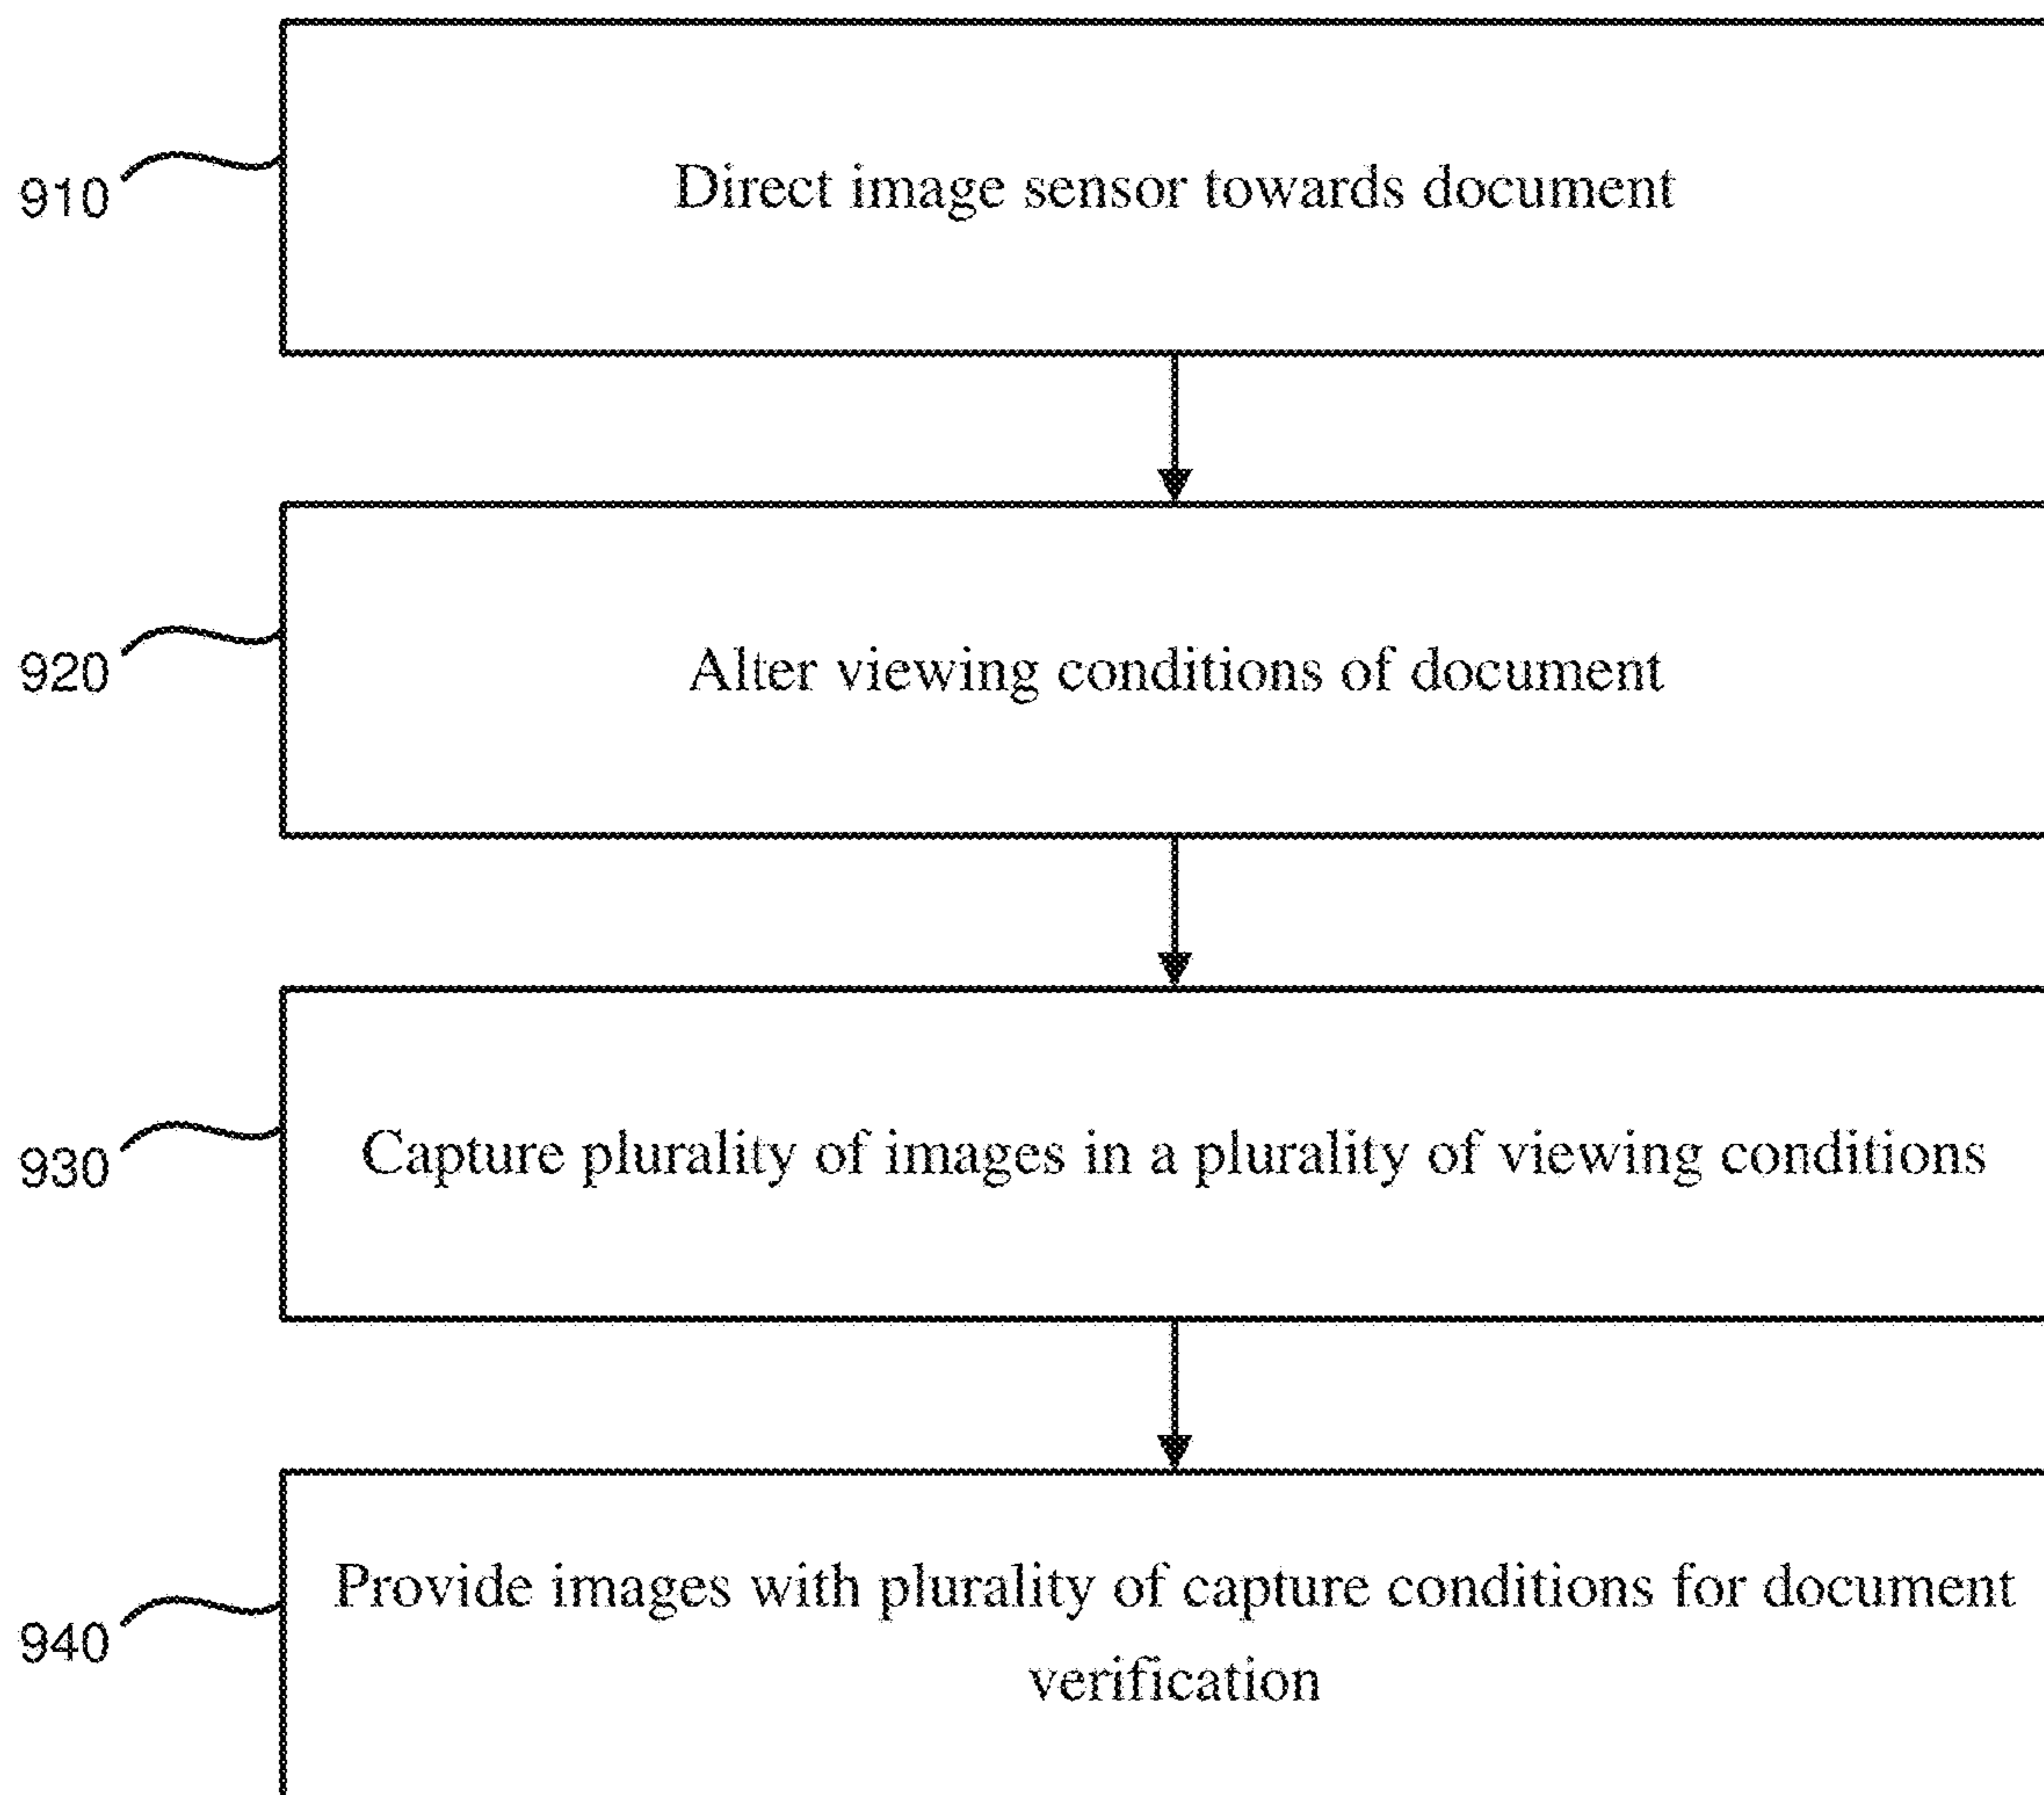 910
Direct image sensor towards document
920
Alter viewing conditions of document
930
Capture plurality of images in a plurality of viewing conditions
940
Provide images with plurality of capture conditions for document
verification